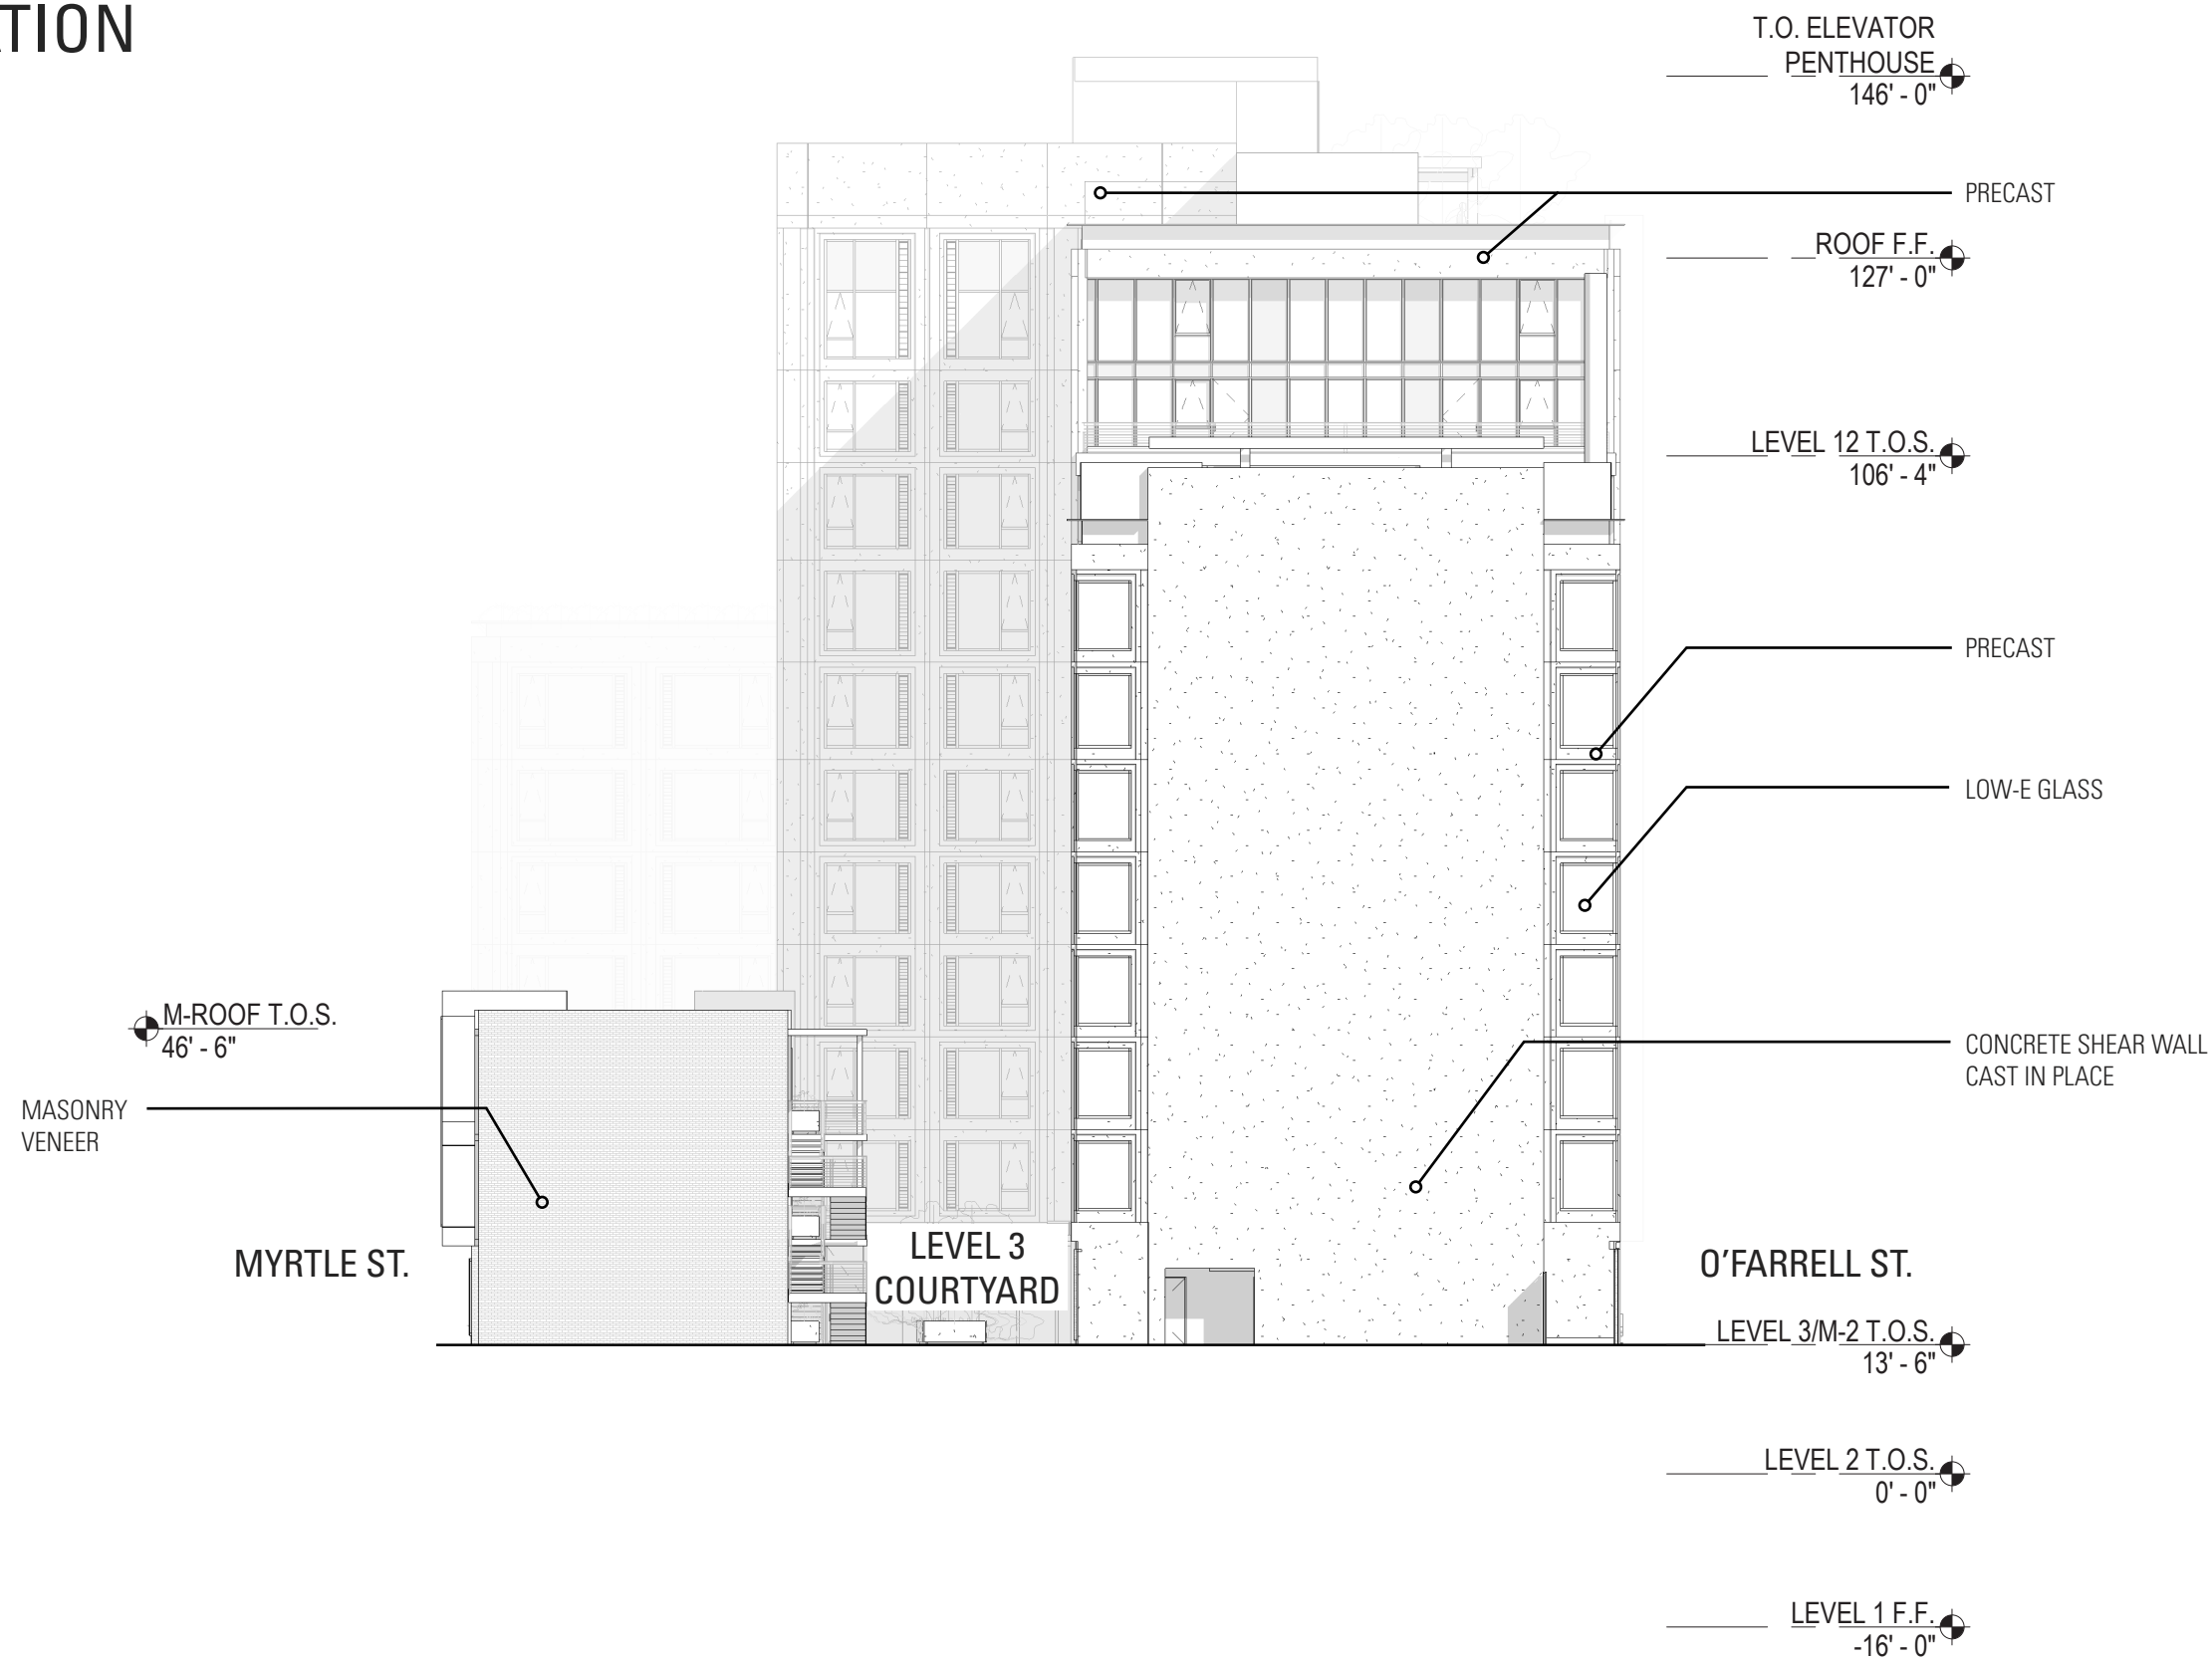 T.O. ELEVATOR
PENTHOUSE
146' - 0"
PRECAST
ROOF F.F.
127' - 0"
LEVEL 12 T.O.S.
106' - 4"
PRECAST
LOW-E GLASS
M-ROOF T.O.S.
46' - 6"
CONCRETE SHEAR WALL
CAST IN PLACE
MASONRY
VENEER
MYRTLE ST.
LEVEL 3
COURTYARD
O'FARRELL ST.
LEVEL 3/M-2 T.O.S.
13' - 6"
LEVEL 2 T.O.S.
0' - 0"
LEVEL 1 F.F.
-16' - 0"